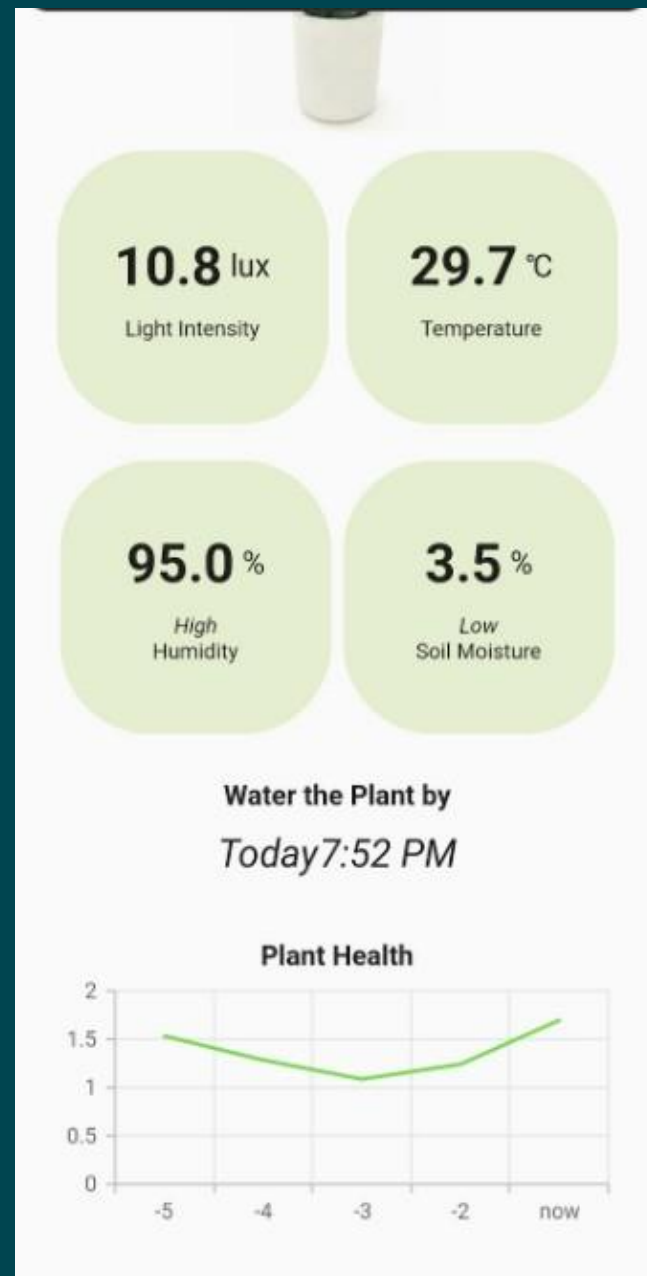 10.8 lux
Light Intensity
29.7 °C
Temperature
95.0 %
High
Humidity
3.5 %
Low
Soil Moisture
Water the Plant by
Today7:52 PM
Plant Health
2
1.5
1
0.5
0
-5 -4 -3 -2 now